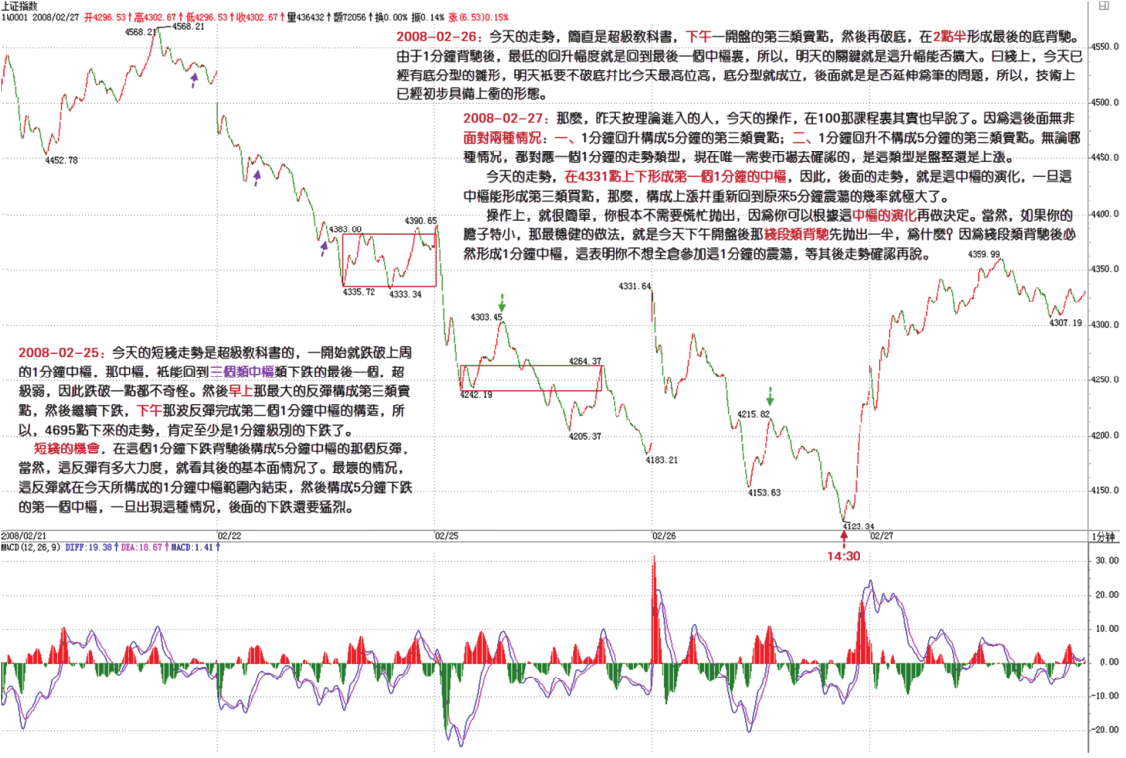 上证指数
1A0001 2008/02/27 开4296.53↑高4302.67↑低4296.53↑收4302.67↑量436432↑额72056↑换0.00% 振0.14% 涨(6.53)0.15%
4568.21
4568.21
4550.00
4500.00
4450.00
4400.00
4350.00
4300.00
4250.00
4200.00
4150.00
2008-02-26：今天的走勢，簡直是超級教科書，下午一開盤的第三類賣點，然後再破底，在2點半形成最後的底背馳。
由于1分鐘背馳後，最低的回升幅度就是回到最後一個中樞裏，所以，明天的關鍵就是這升幅能否擴大。日綫上，今天已
經有底分型的雛形，明天衹要不破底幷比今天最高位高，底分型就成立，後面就是是否延伸爲筆的問題，所以，技術上
已經初步具備上衝的形態。
2008-02-27：那麽，昨天按理論進入的人，今天的操作，在100那課程裏其實也早說了。因爲這後面無非
面對兩種情况：一、1分鐘回升構成5分鐘的第三類賣點；二、1分鐘回升不構成5分鐘的第三類賣點。無論哪
種情况，都對應一個1分鐘的走勢類型，現在唯一需要市場去確認的，是這類型是盤整還是上漲。
今天的走勢，在4331點上下形成第一個1分鐘的中樞，因此，後面的走勢，就是這中樞的演化，一旦這
中樞能形成第三類買點，那麽，構成上漲幷重新回到原來5分鐘震蕩的幾率就極大了。
操作上，就很簡單，你根本不需要慌忙抛出，因爲你可以根據這中樞的演化再做決定。當然，如果你的
膽子特小，那最穩健的做法，就是今天下午開盤後那綫段類背馳先抛出一半，爲什麽？因爲綫段類背馳後必
然形成1分鐘中樞，這表明你不想全倉參加這1分鐘的震蕩，等其後走勢確認再說。
4452.78
4383.00
4390.65
4335.72
4333.34
4303.45
4264.37
4242.19
4205.37
4183.21
4331.64
4215.82
4153.63
4123.34
4359.99
4307.19
2008-02-25：今天的短綫走勢是超級教科書的，一開始就跌破上周
的1分鐘中樞，那中樞，衹能回到三個類中樞類下跌的最後一個，超
級弱，因此跌破一點都不奇怪。然後早上那最大的反彈構成第三類賣
點，然後繼續下跌，下午那波反彈完成第二個1分鐘中樞的構造，所
以，4695點下來的走勢，肯定至少是1分鐘級別的下跌了。
短綫的機會，在這個1分鐘下跌背馳後構成5分鐘中樞的那個反彈，
當然，這反彈有多大力度，就看其後的基本面情况了。最壞的情况，
這反彈就在今天所構成的1分鐘中樞範圍內結束，然後構成5分鐘下跌
的第一個中樞，一旦出現這種情况，後面的下跌還要猛烈。
2008/02/21
02/22
02/25
02/26
02/27
1分钟
MACD(12,26,9) DIFF:19.38↑DEA:18.67↑MACD:1.41↑
14:30
30.00
20.00
10.00
0.00
-10.00
-20.00